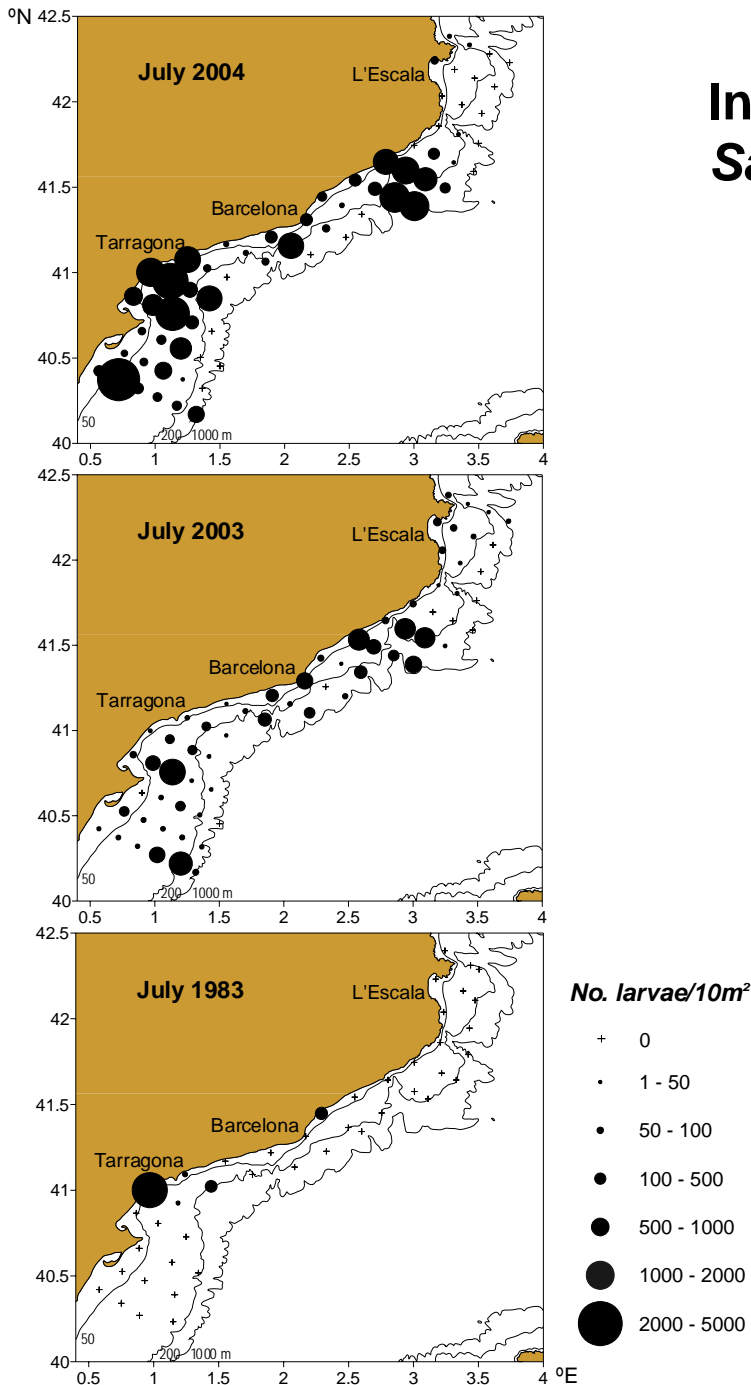 ºN
42.5
42
41.5
41
40.5
40
July 2004
L'Escala
Barcelona
Tarragona
50
200 1000 m
0.5 1 1.5 2 2.5 3 3.5 4
In
Sa
42.5
42
41.5
41
40.5
40
July 2003
L'Escala
Barcelona
Tarragona
50
200 1000 m
0.5 1 1.5 2 2.5 3 3.5 4
42.5
42
41.5
41
40.5
40
July 1983
L'Escala
Barcelona
Tarragona
50
200 1000 m
0.5 1 1.5 2 2.5 3 3.5 4 ºE
No. larvae/10m²
0
1 - 50
50 - 100
100 - 500
500 - 1000
1000 - 2000
2000 - 5000